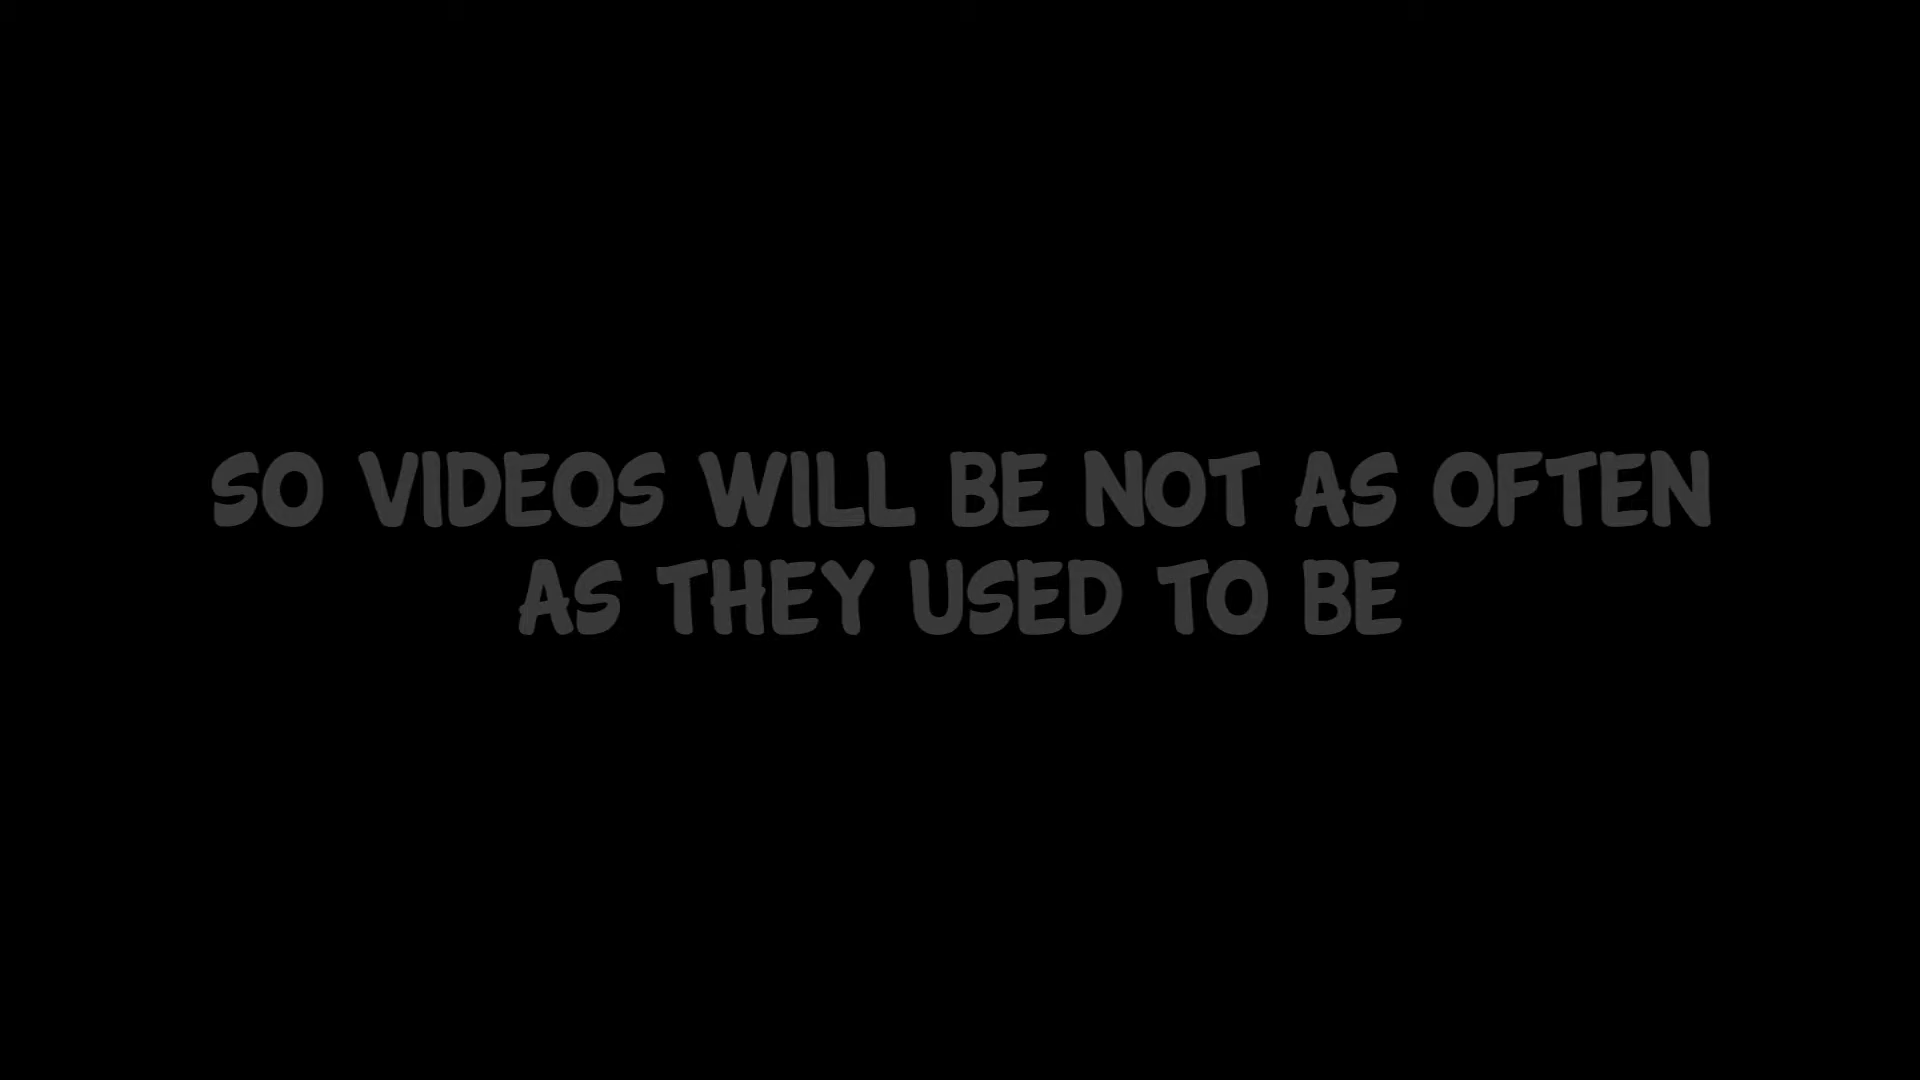 SO VIDEOS WILL BE NOT AS OFTEN
AS THEY USED TO BE